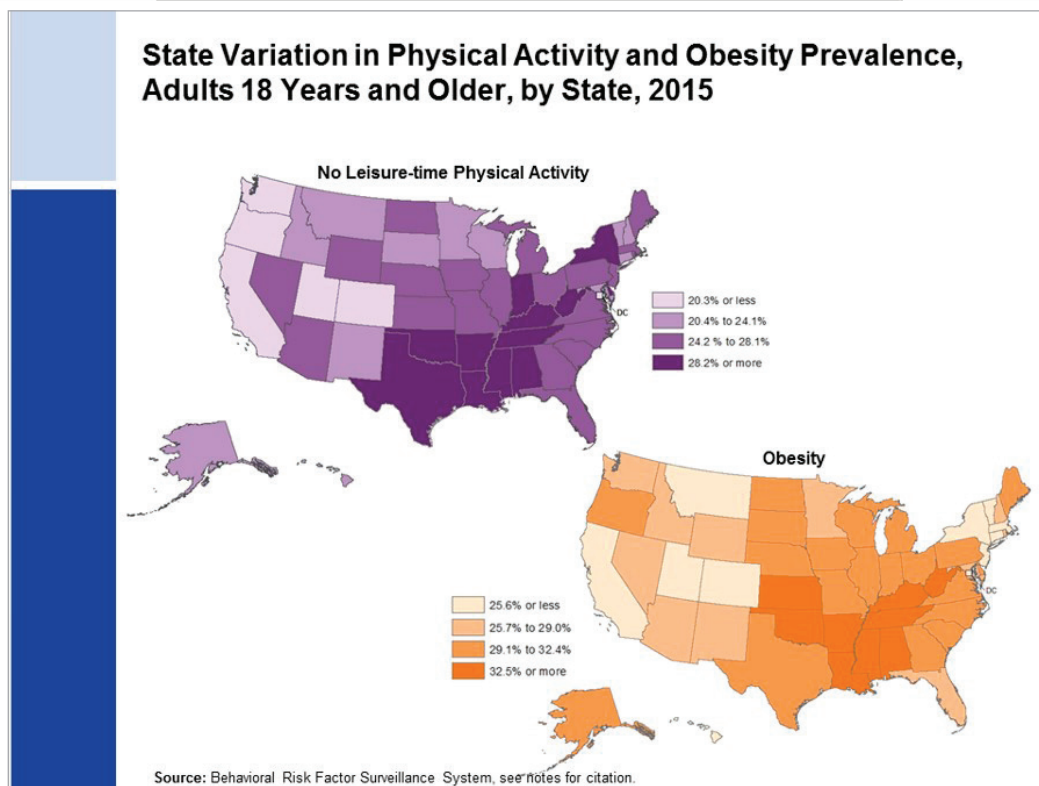 State Variation in Physical Activity and Obesity Prevalence,
Adults 18 Years and Older, by State, 2015
No Leisure-time Physical Activity
20.3% or less
20.4% to 24.1%
24.2 % to 28.1%
28.2% or more
DC
Obesity
25.6% or less
25.7% to 29.0%
29.1% to 32.4%
32.5% or more
DC
Source: Behavioral Risk Factor Surveillance System, see notes for citation.